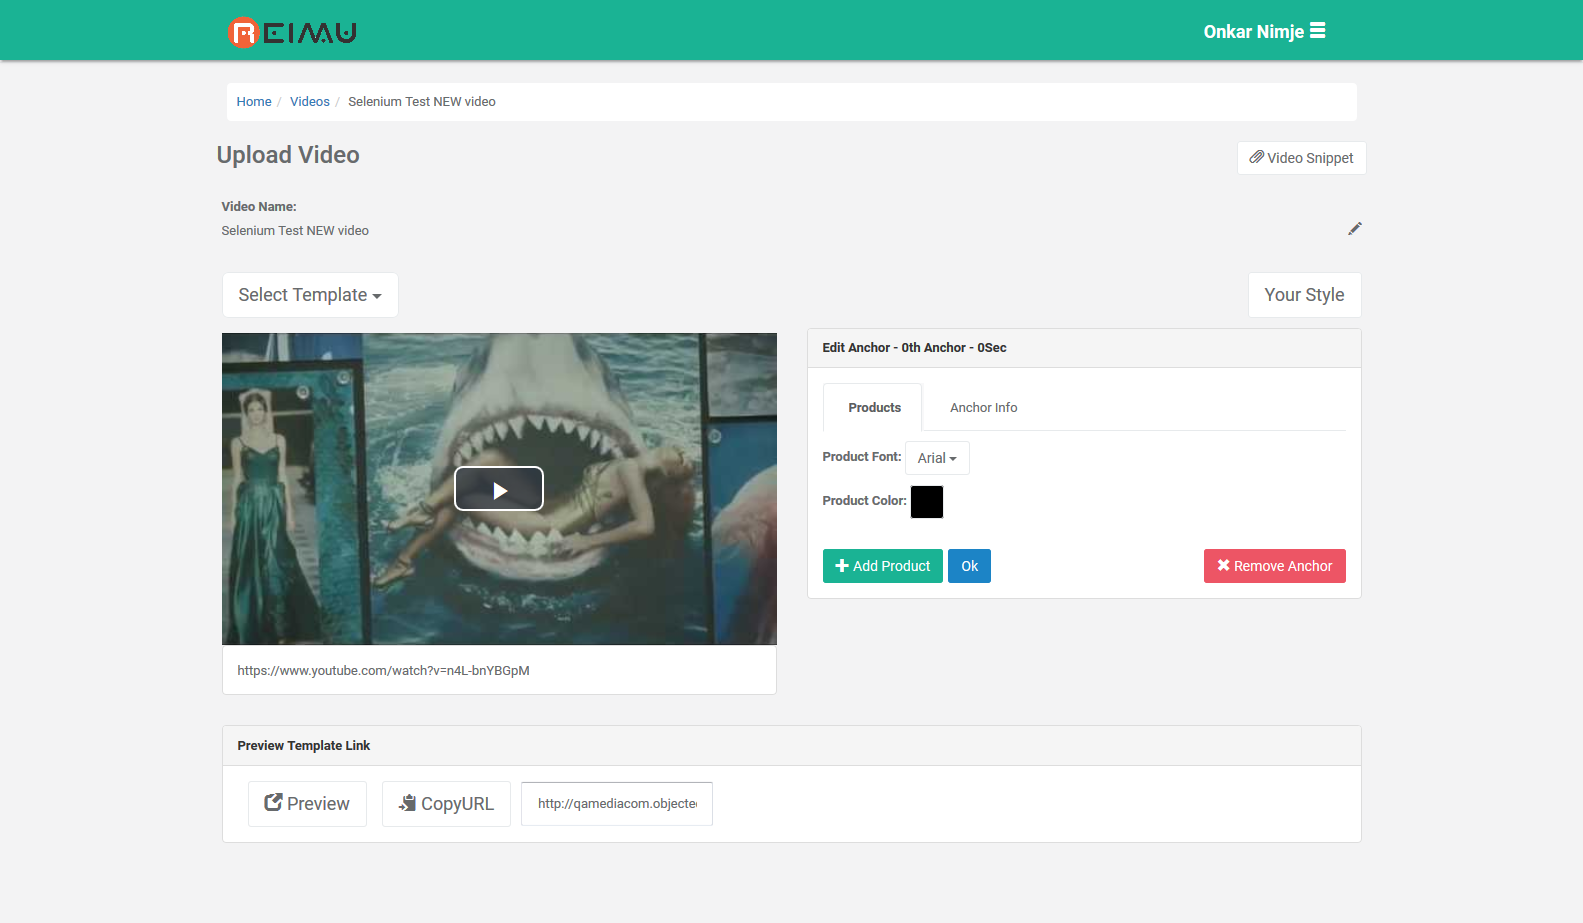 REIMU
Onkar Nimje
Home / Videos / Selenium Test NEW video
Upload Video
Video Snippet
Video Name:
Selenium Test NEW video
Select Template
Your Style
Edit Anchor - 0th Anchor - 0Sec
Products
Anchor Info
Product Font: Arial
Product Color:
Add Product
Ok
Remove Anchor
https://www.youtube.com/watch?v=n4L-bnYBGpM
Preview Template Link
Preview
CopyURL
http://qamediacom.objecte